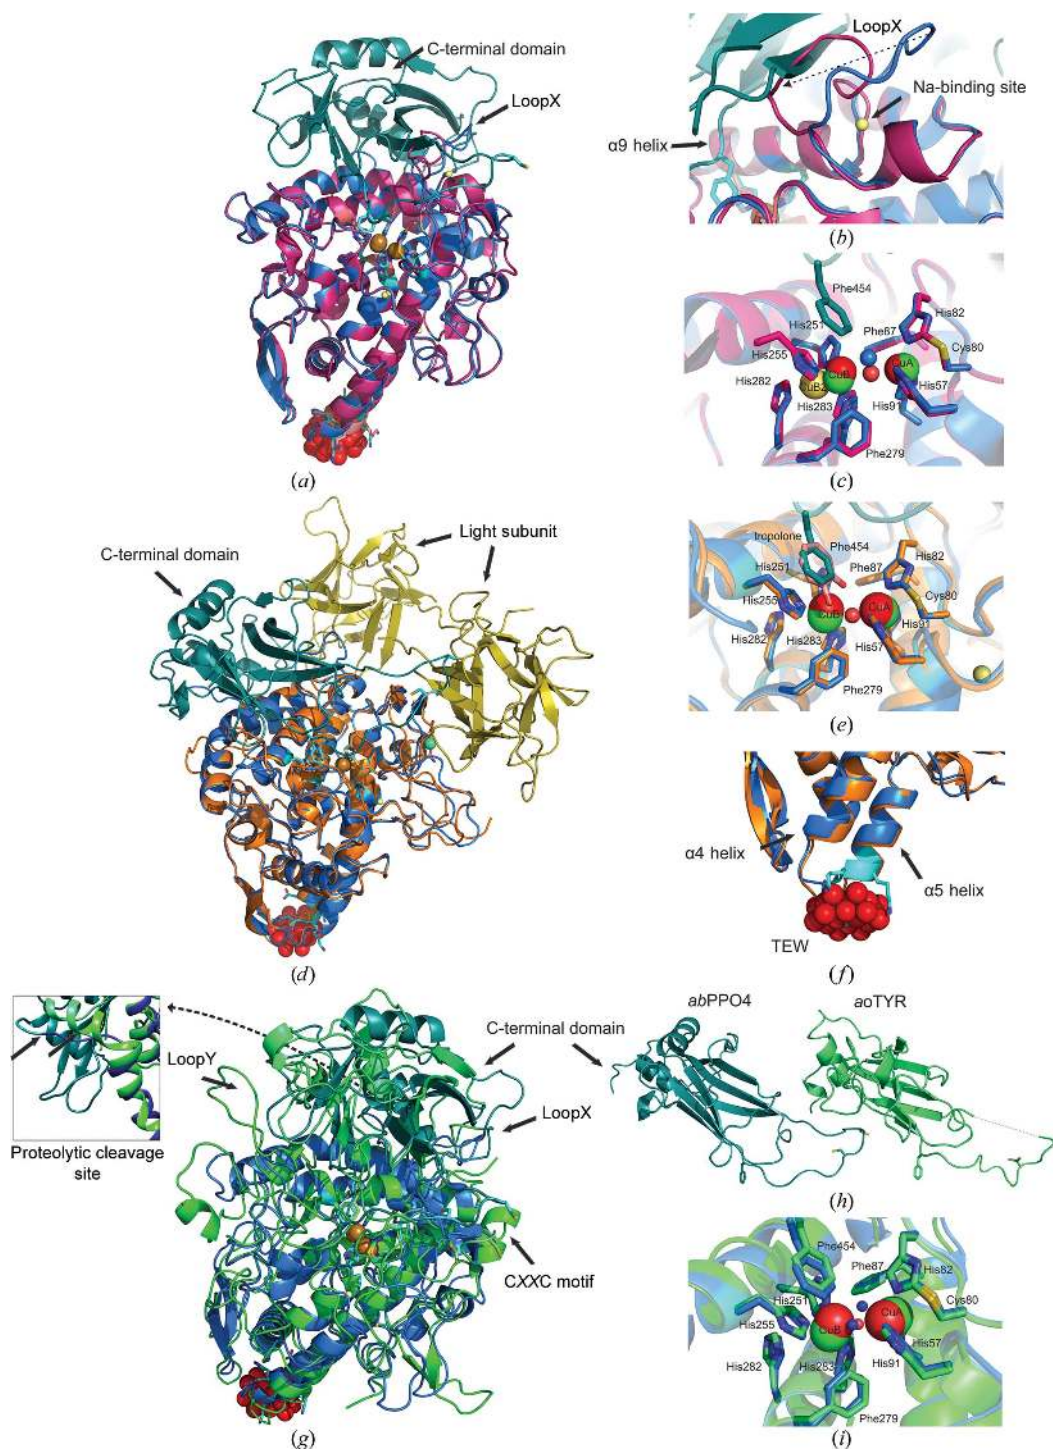 C-terminal domain
LoopX
(a)
LoopX
Na-binding site
α9 helix
(b)
Phe454
His251
Phe87
His82
His255
Cys80
CuB
CuA
His282
CuB2
His57
His283
His91
Phe279
(c)
C-terminal domain
Light subunit
(d)
tropolone
Phe454
His82
His251
Phe87
Cys80
His255
CuB
CuA
His91
His282
His283
His57
Phe279
(e)
α4 helix
α5 helix
TEW
(f)
LoopY
C-terminal domain
LoopX
Proteolytic cleavage
site
CXXC motif
(g)
abPPO4
aoTYR
(h)
Phe454
Phe87
His82
His251
Cys80
His255
CuB
CuA
His57
His282
His283
His91
Phe279
(i)